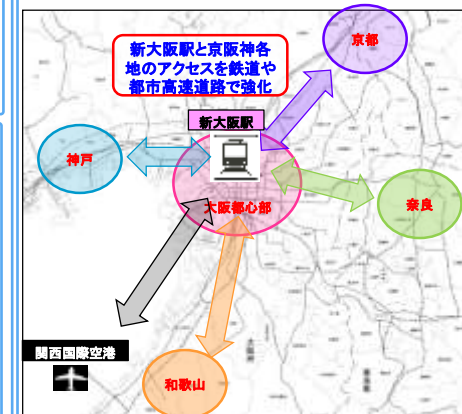 京都
新大阪駅と京阪神各
地のアクセスを鉄道や
都市高速道路で強化
新大阪駅
神戸
大阪都心部
奈良
関西国際空港
和歌山